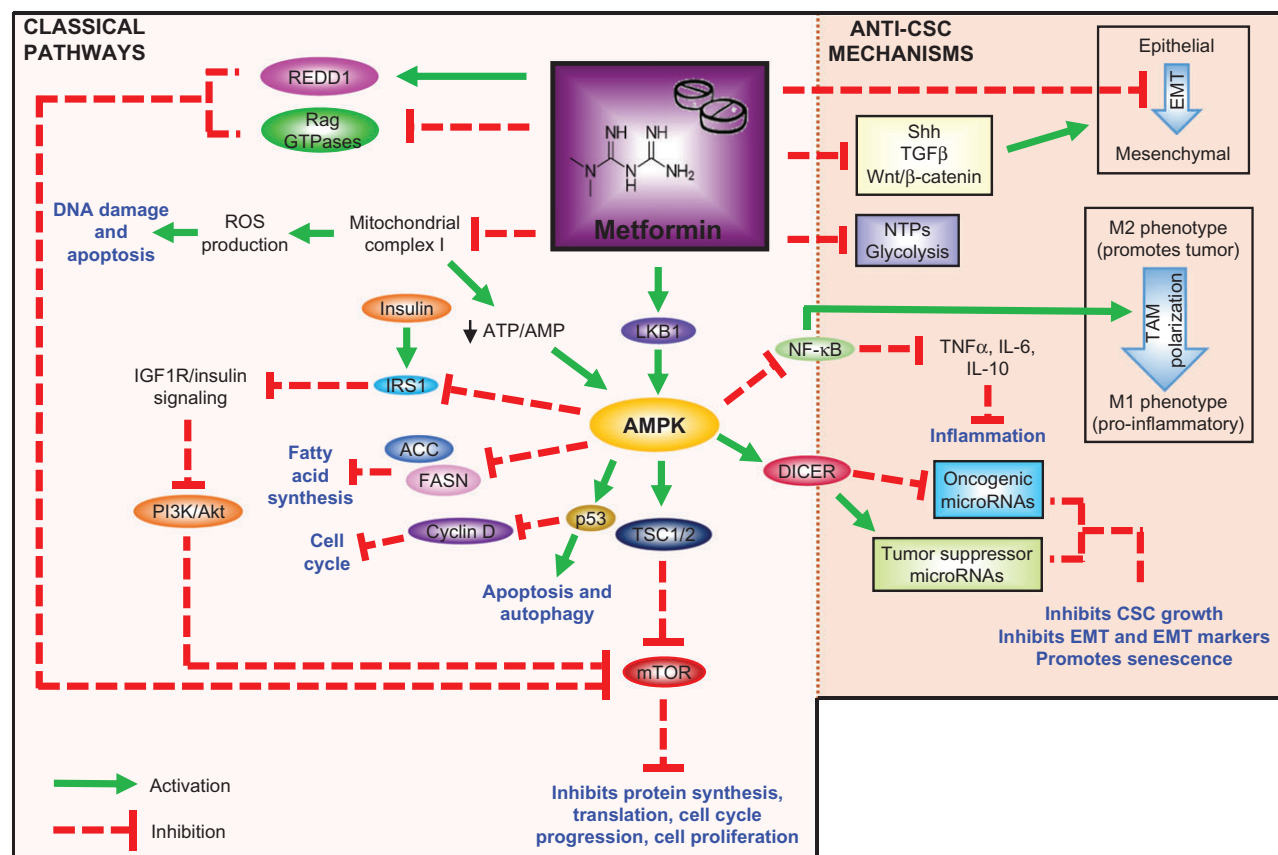 CLASSICAL
PATHWAYS
ANTI-CSC
MECHANISMS
REDD1
Rag
GTPases
NH
NH
N
N
H
NH₂
Metformin
Epithelial
EMT
Mesenchymal
Shh
TGFβ
Wnt/β-catenin
NTPs
Glycolysis
DNA damage
and
apoptosis
ROS
production
Mitochondrial
complex I
M2 phenotype
(promotes tumor)
TAM
polarization
M1 phenotype
(pro-inflammatory)
Insulin
ATP/AMP
LKB1
NF-κB
TNFα, IL-6,
IL-10
Inflammation
IGF1R/insulin
signaling
IRS1
AMPK
Fatty
acid
synthesis
ACC
FASN
DICER
Oncogenic
microRNAs
PI3K/Akt
Cell
cycle
Cyclin D
p53
TSC1/2
Tumor suppressor
microRNAs
Apoptosis and
autophagy
Inhibits CSC growth
Inhibits EMT and EMT markers
Promotes senescence
mTOR
Inhibits protein synthesis,
translation, cell cycle
progression, cell proliferation
Activation
Inhibition